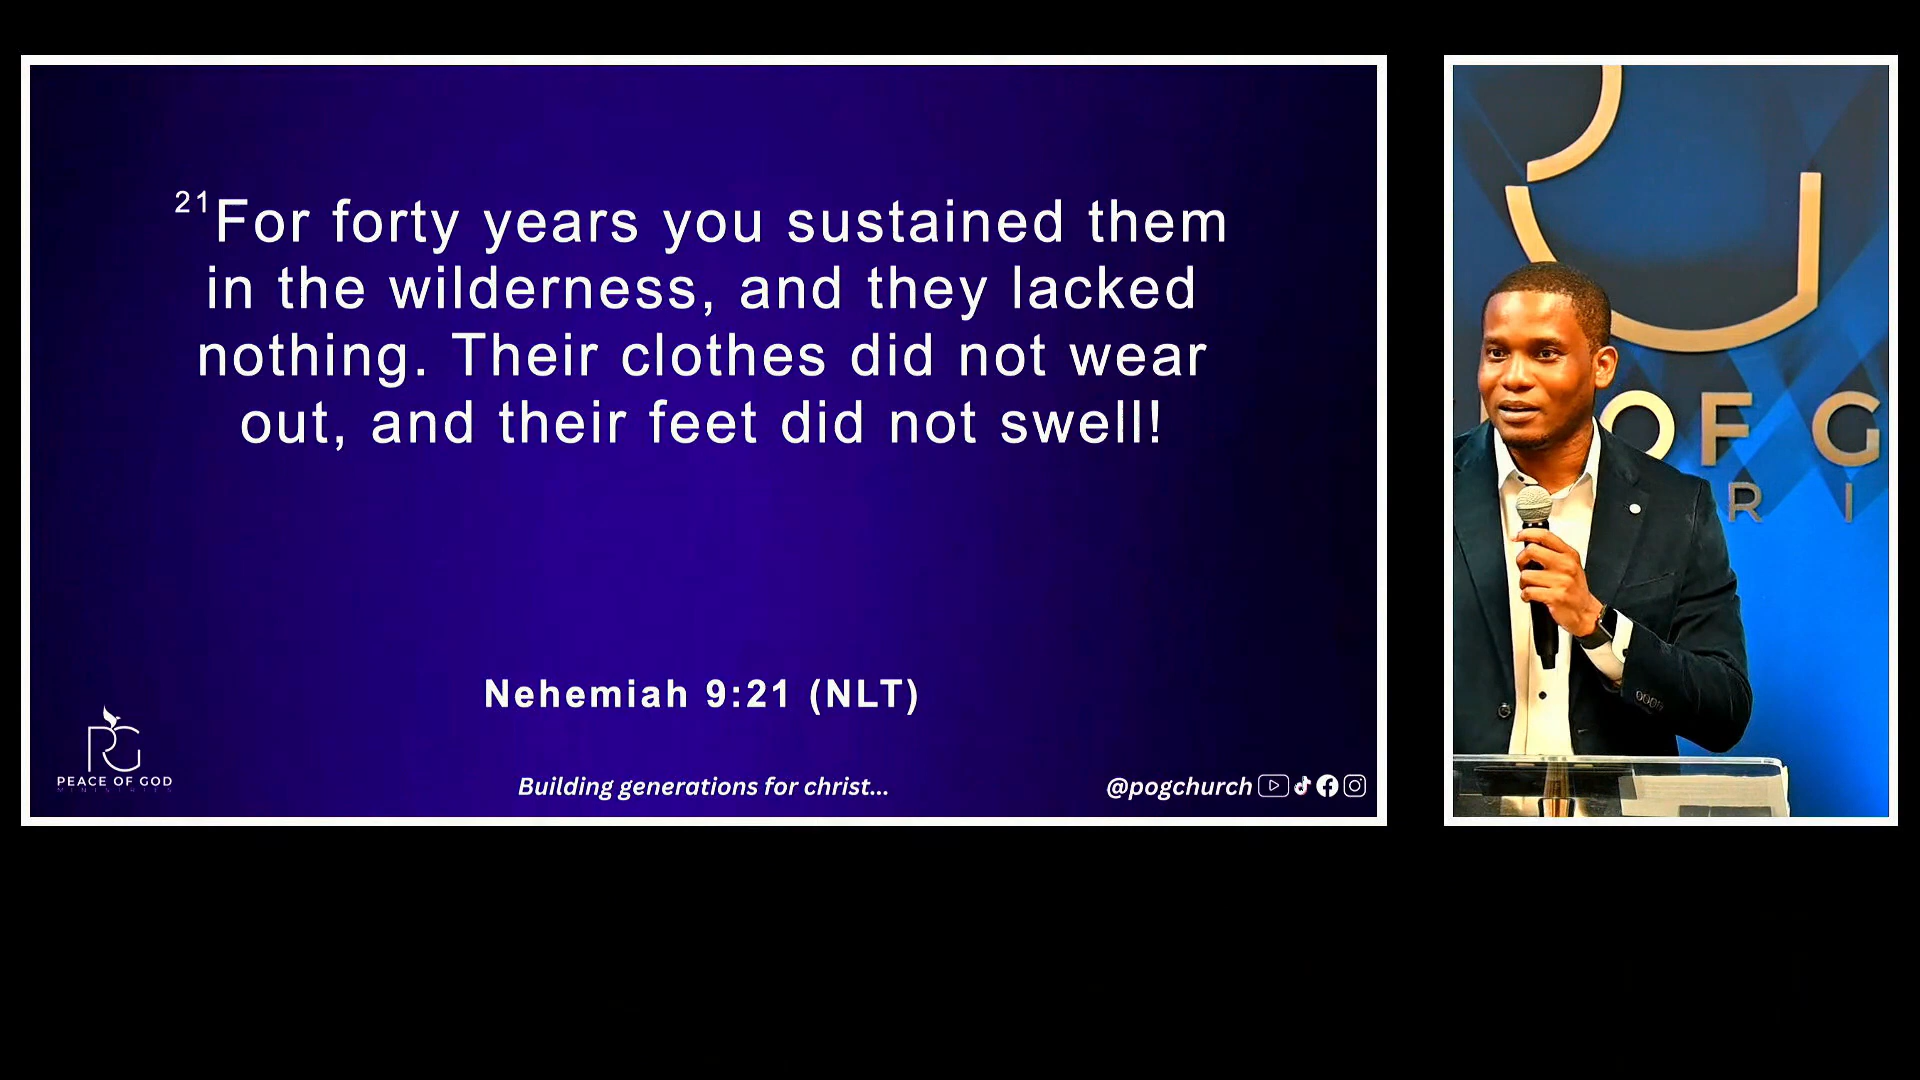 21For forty years you sustained them
in the wilderness, and they lacked
nothing. Their clothes did not wear
out, and their feet did not swell!
Nehemiah 9:21 (NLT)
PG
PEACE OF GOD
MINISTRIES
Building generations for christ...
@pogchurch
OF G
R I